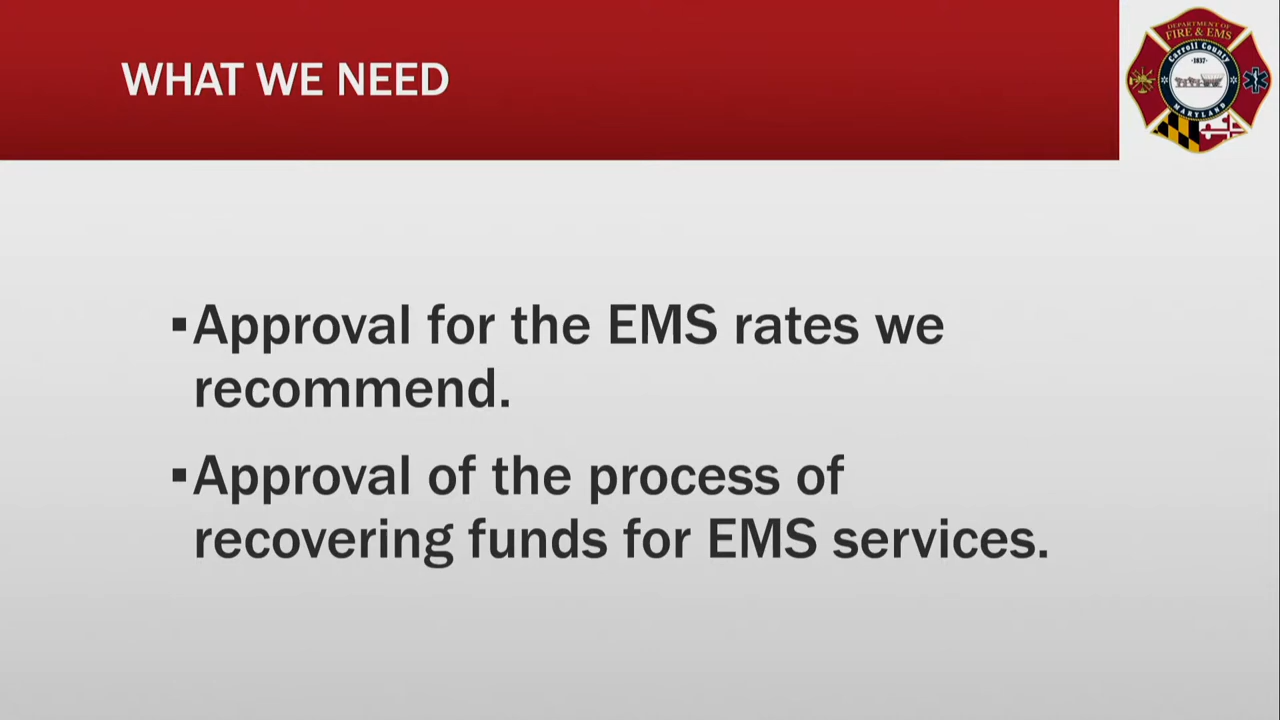 WHAT WE NEED
DEPARTMENT OF
FIRE & EMS
Carroll County
1837
MARYLAND
▪Approval for the EMS rates we
recommend.
▪Approval of the process of
recovering funds for EMS services.